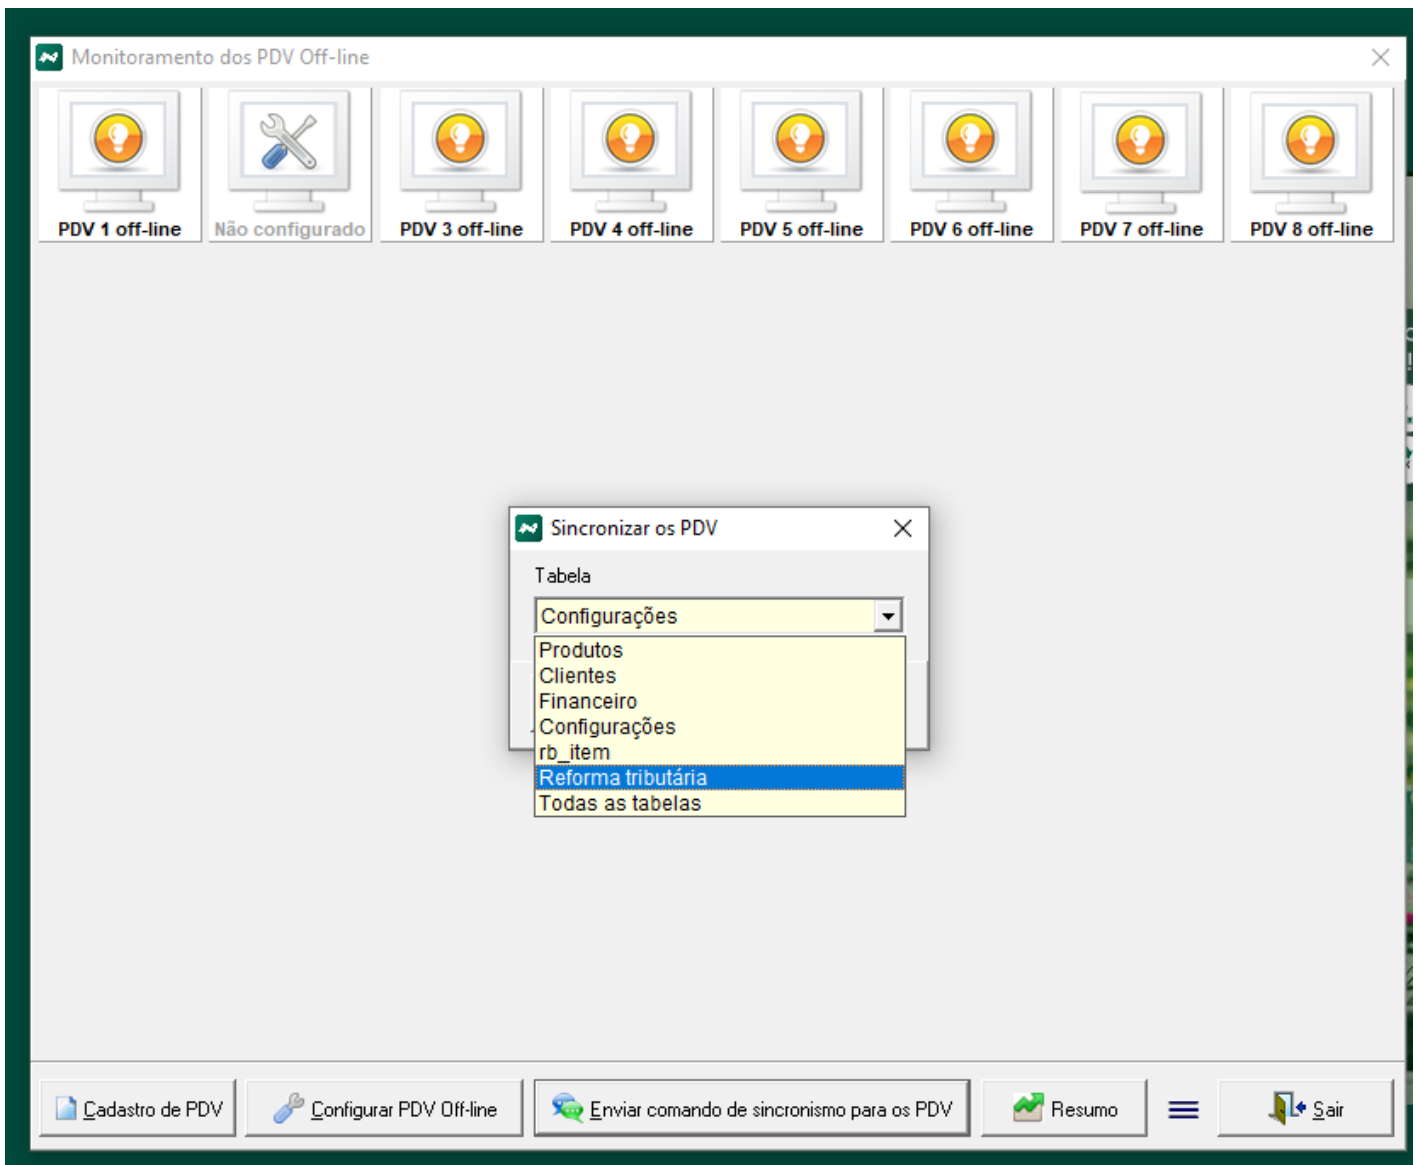 Monitoramento dos PDV Off-line
PDV 1 off-line
Não configurado
PDV 3 off-line
PDV 4 off-line
PDV 5 off-line
PDV 6 off-line
PDV 7 off-line
PDV 8 off-line
Sincronizar os PDV
Tabela
Configurações
Produtos
Clientes
Financeiro
Configurações
rb_item
Reforma tributária
Todas as tabelas
Cadastro de PDV
Configurar PDV Off-line
Enviar comando de sincronismo para os PDV
Resumo
Sair